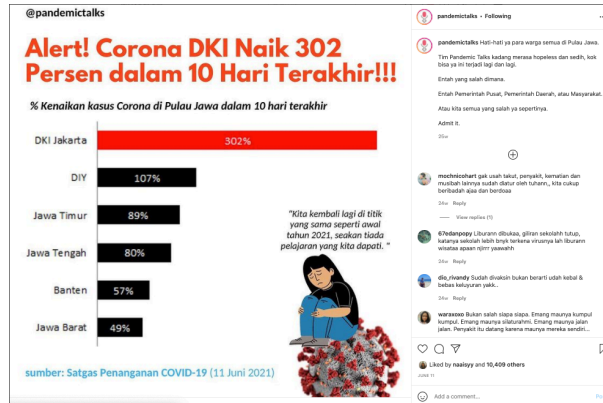 @pandemictalks
Alert! Corona DKI Naik 302
Persen dalam 10 Hari Terakhir!!!
% Kenaikan kasus Corona di Pulau Jawa dalam 10 hari terakhir
DKI Jakarta
302%
DIY
107%
Jawa Timur
89%
Jawa Tengah
80%
Banten
57%
Jawa Barat
49%
"Kita kembali lagi di titik
yang sama seperti awal
tahun 2021, seakan tiada
pelajaran yang kita dapati. "
sumber: Satgas Penanganan COVID-19 (11 Juni 2021)
pandemictalks • Following
pandemictalks Hati-hati ya para warga semua di Pulau Jawa.
Tim Pandemic Talks kadang merasa hopeless dan sedih, kok
bisa ya ini terjadi lagi dan lagi.
Entah yang salah dimana.
Entah Pemerintah Pusat, Pemerintah Daerah, atau Masyarakat.
Atau kita semua yang salah ya sepertinya.
Admit it.
25w
mochnicohart gak usah takut, penyakit, kematian dan
musibah lainnya sudah diatur oleh tuhann,, kita cukup
beribadah ajaa dan berdoaa
24w Reply
View replies (1)
67edanpopy Liburann dibukaa, giliran sekolahh tutup,
katanya sekolah lebih bnyk terkena virusnya lah liburann
wisataa apaan njirr yaawahh
24w Reply
dio_rivandy Sudah divaksin bukan berarti udah kebal &
bebas keluyuran yakk..
24w Reply
waraxoxo Bukan salah siapa siapa. Emang maunya kumpul
kumpul. Emang maunya silaturahmi. Emang maunya jalan
jalan. Penyakit itu datang karena maunya mereka sendiri...
Liked by naaisyy and 10,409 others
JUNE 11
Add a comment...